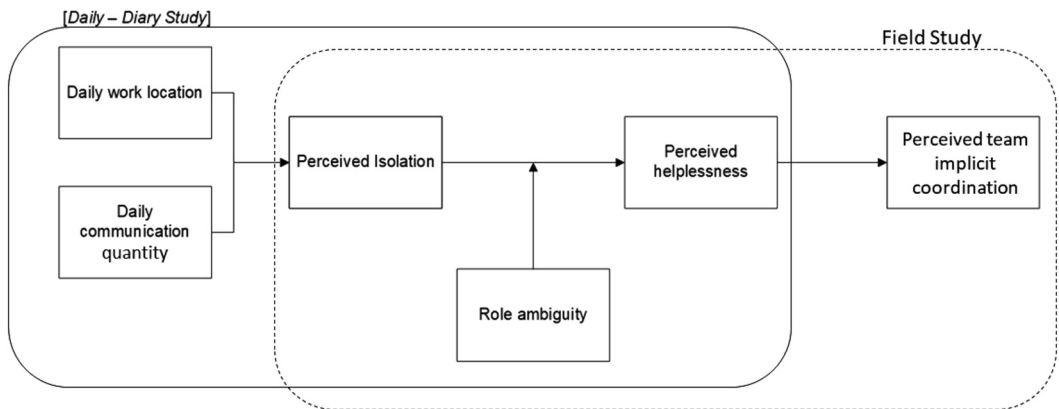 [Daily – Diary Study]
Field Study
Daily work location
Perceived Isolation
Perceived
helplessness
Perceived team
implicit
coordination
Daily
communication
quantity
Role ambiguity